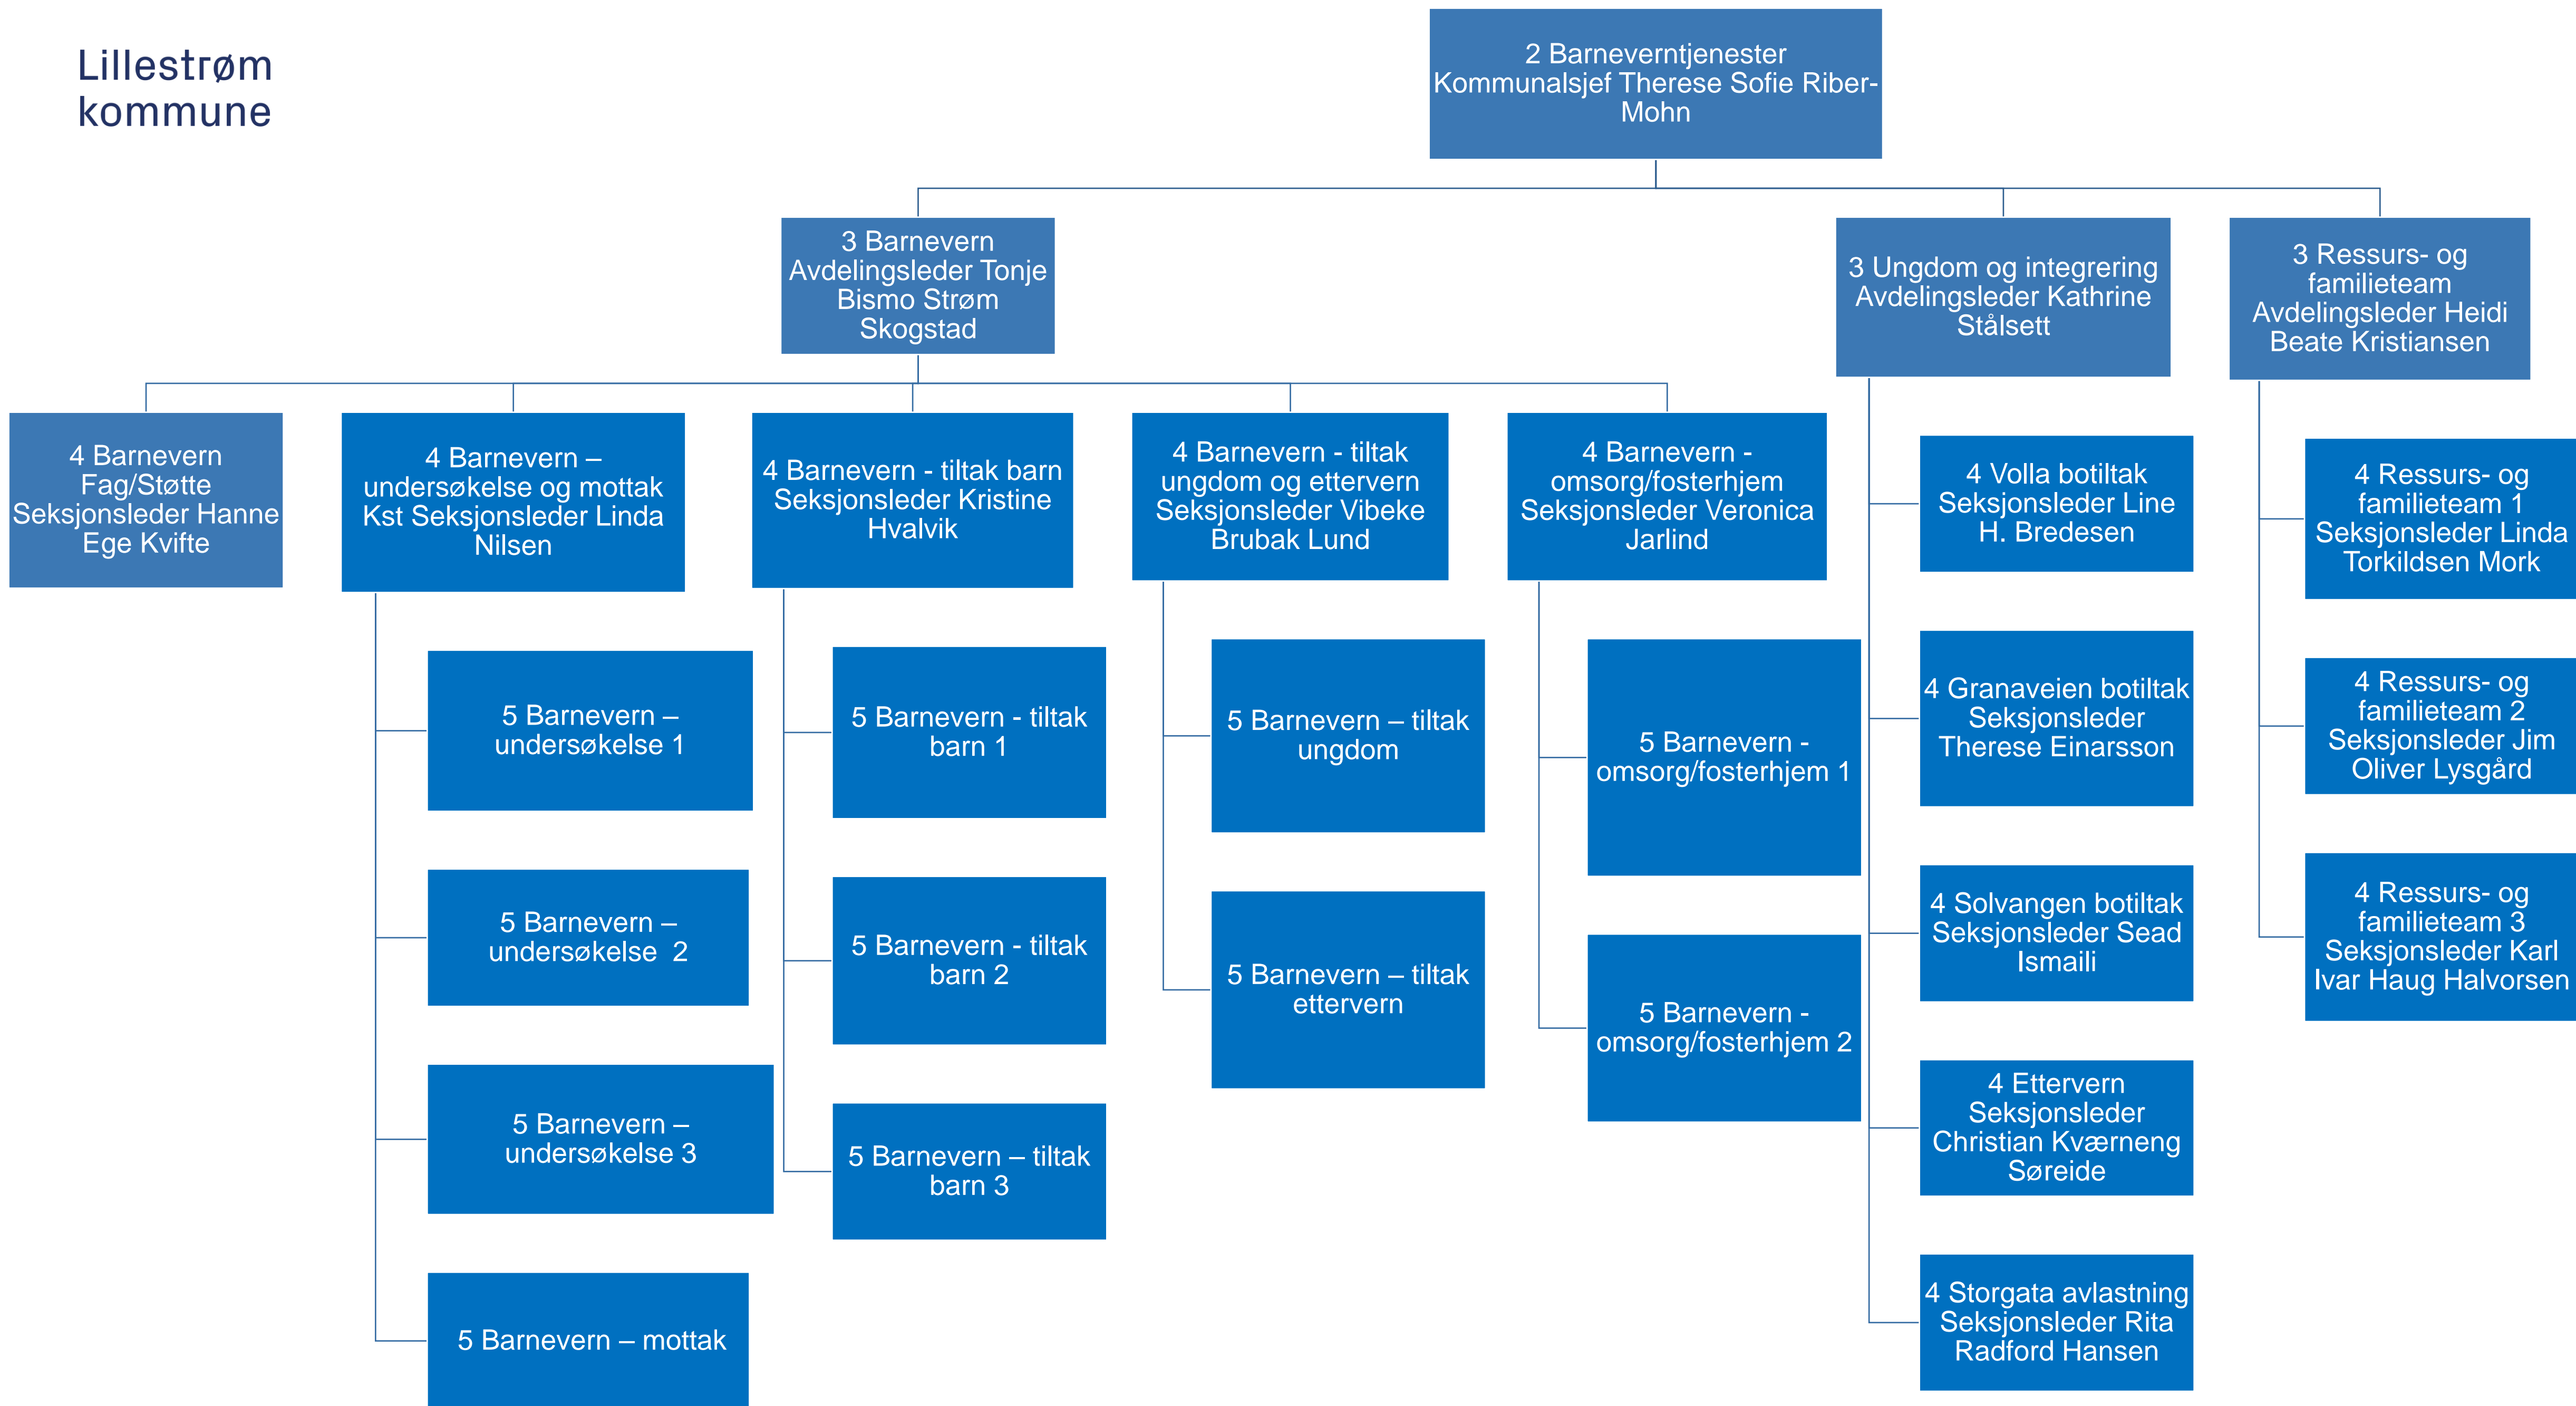 Lillestrøm
kommune
2 Barneverntjenester
Kommunalsjef Therese Sofie Riber-
Mohn
3 Barnevern
Avdelingsleder Tonje
Bismo Strøm
Skogstad
3 Ungdom og integrering
Avdelingsleder Kathrine
Stålsett
3 Ressurs- og
familieteam
Avdelingsleder Heidi
Beate Kristiansen
4 Barnevern
Fag/Støtte
Seksjonsleder Hanne
Ege Kvifte
4 Barnevern –
undersøkelse og mottak
Kst Seksjonsleder Linda
Nilsen
4 Barnevern - tiltak barn
Seksjonsleder Kristine
Hvalvik
4 Barnevern - tiltak
ungdom og ettervern
Seksjonsleder Vibeke
Brubak Lund
4 Barnevern -
omsorg/fosterhjem
Seksjonsleder Veronica
Jarlind
5 Barnevern –
undersøkelse 1
5 Barnevern –
undersøkelse  2
5 Barnevern –
undersøkelse 3
5 Barnevern – mottak
5 Barnevern - tiltak
barn 1
5 Barnevern - tiltak
barn 2
5 Barnevern – tiltak
barn 3
5 Barnevern – tiltak
ungdom
5 Barnevern – tiltak
ettervern
5 Barnevern -
omsorg/fosterhjem 1
5 Barnevern -
omsorg/fosterhjem 2
4 Volla botiltak
Seksjonsleder Line
H. Bredesen
4 Granaveien botiltak
Seksjonsleder
Therese Einarsson
4 Solvangen botiltak
Seksjonsleder Sead
Ismaili
4 Ettervern
Seksjonsleder
Christian Kværneng
Søreide
4 Storgata avlastning
Seksjonsleder Rita
Radford Hansen
4 Ressurs- og
familieteam 1
Seksjonsleder Linda
Torkildsen Mork
4 Ressurs- og
familieteam 2
Seksjonsleder Jim
Oliver Lysgård
4 Ressurs- og
familieteam 3
Seksjonsleder Karl
Ivar Haug Halvorsen